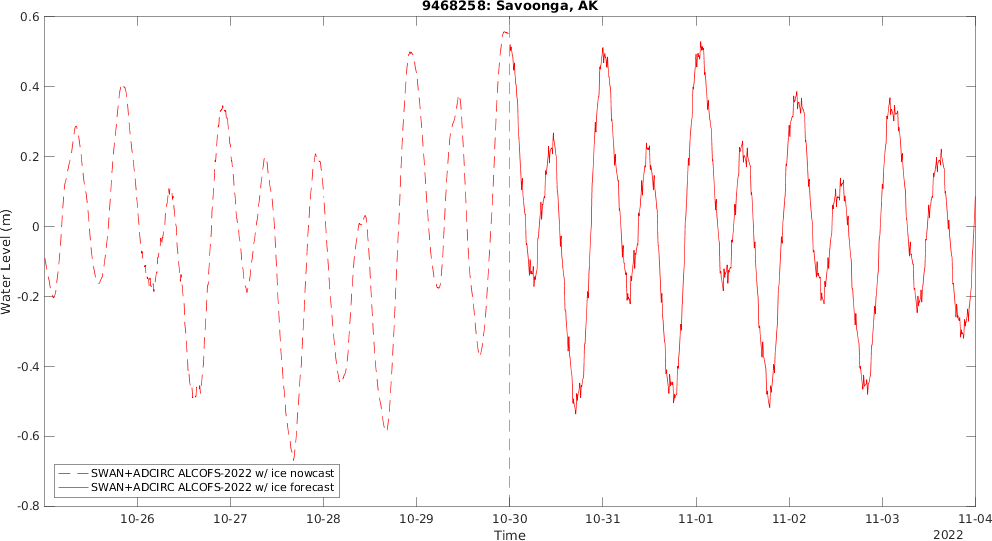 9468258: Savoonga, AK
0.6
0.4
0.2
0
-0.2
-0.4
-0.6
-0.8
Water Level (m)
SWAN+ADCIRC ALCOFS-2022 w/ ice nowcast
SWAN+ADCIRC ALCOFS-2022 w/ ice forecast
10-26 10-27 10-28 10-29 10-30 10-31 11-01 11-02 11-03 11-04
Time
2022